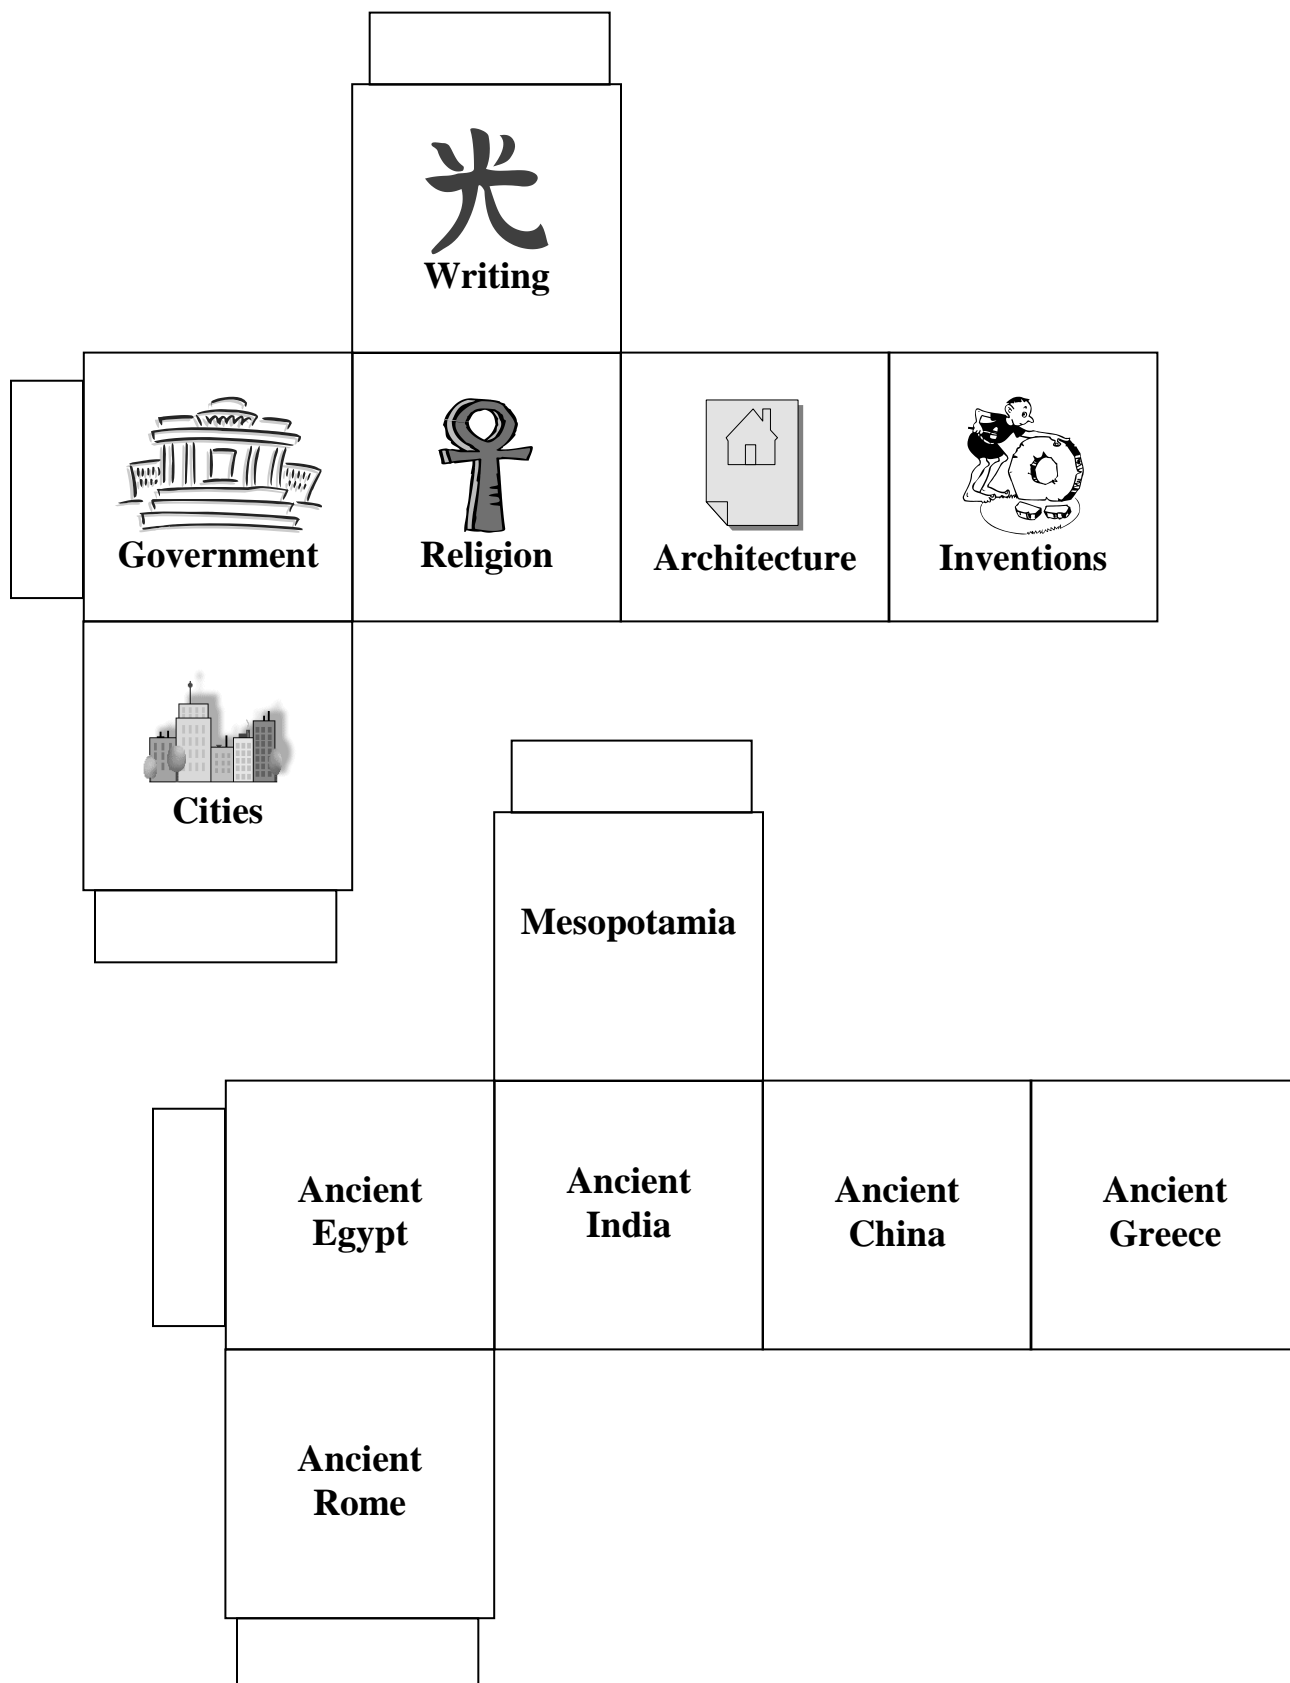 光
Writing
Government
Religion
Architecture
Inventions
Cities
Mesopotamia
Ancient
Egypt
Ancient
India
Ancient
China
Ancient
Greece
Ancient
Rome